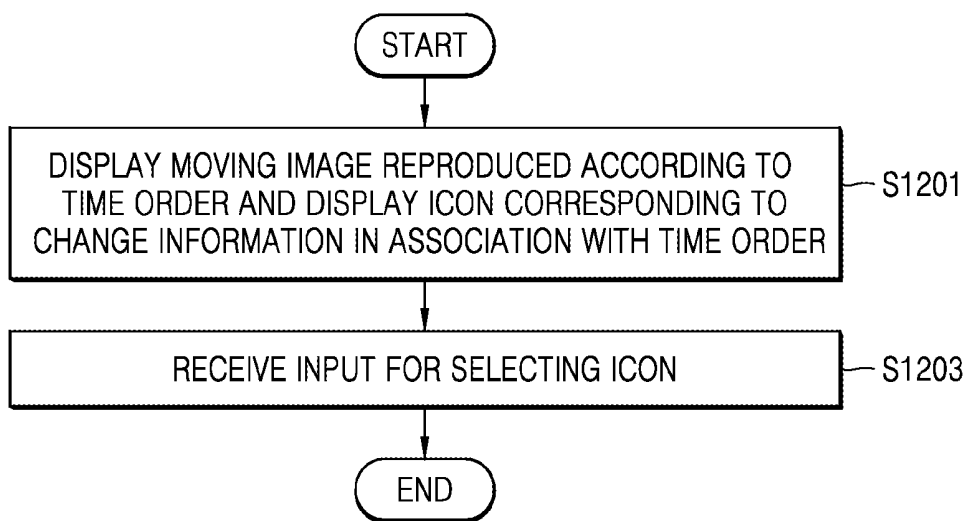 START
DISPLAY MOVING IMAGE REPRODUCED ACCORDING TO
TIME ORDER AND DISPLAY ICON CORRESPONDING TO
CHANGE INFORMATION IN ASSOCIATION WITH TIME ORDER
S1201
RECEIVE INPUT FOR SELECTING ICON
S1203
END